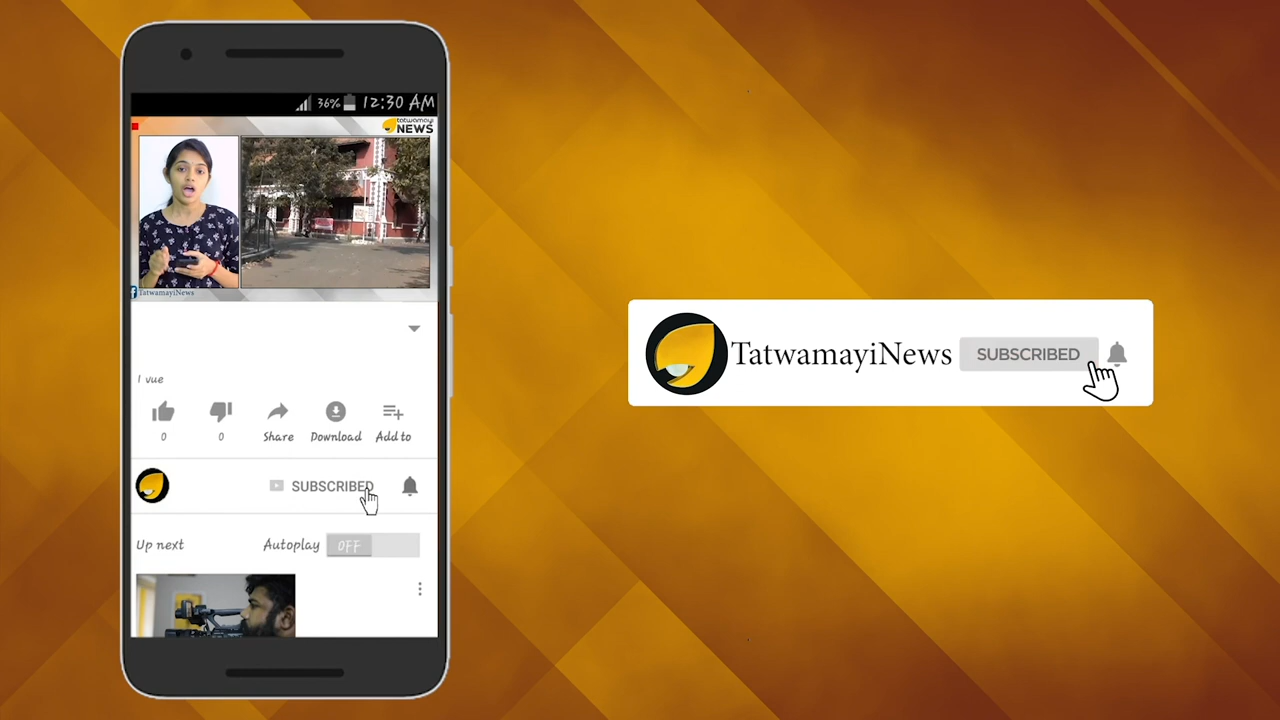 36% 12:30 AM
tatwamayi
NEWS
TatwamayiNews
1 vue
0 0 Share Download Add to
SUBSCRIBED
Up next Autoplay OFF
TatwamayiNews SUBSCRIBED